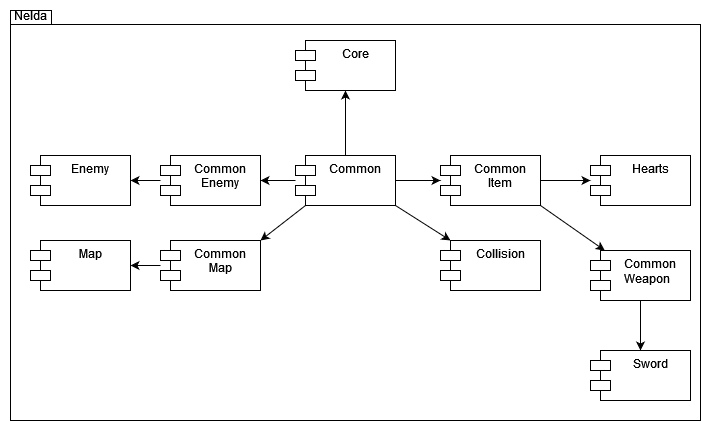 Nelda
Core
Enemy
Common
Enemy
Common
Common
Item
Hearts
Map
Common
Map
Collision
Common
Weapon
Sword